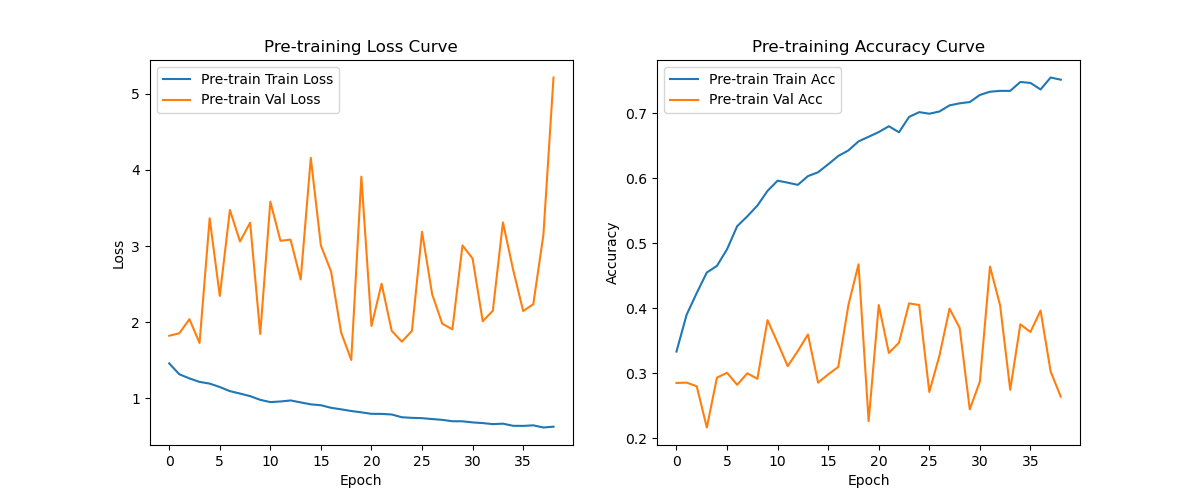 Pre-training Loss Curve
Pre-train Train Loss
Pre-train Val Loss
5
4
3
2
1
Loss
0 5 10 15 20 25 30 35
Epoch
Pre-training Accuracy Curve
Pre-train Train Acc
Pre-train Val Acc
0.7
0.6
0.5
0.4
0.3
0.2
Accuracy
0 5 10 15 20 25 30 35
Epoch